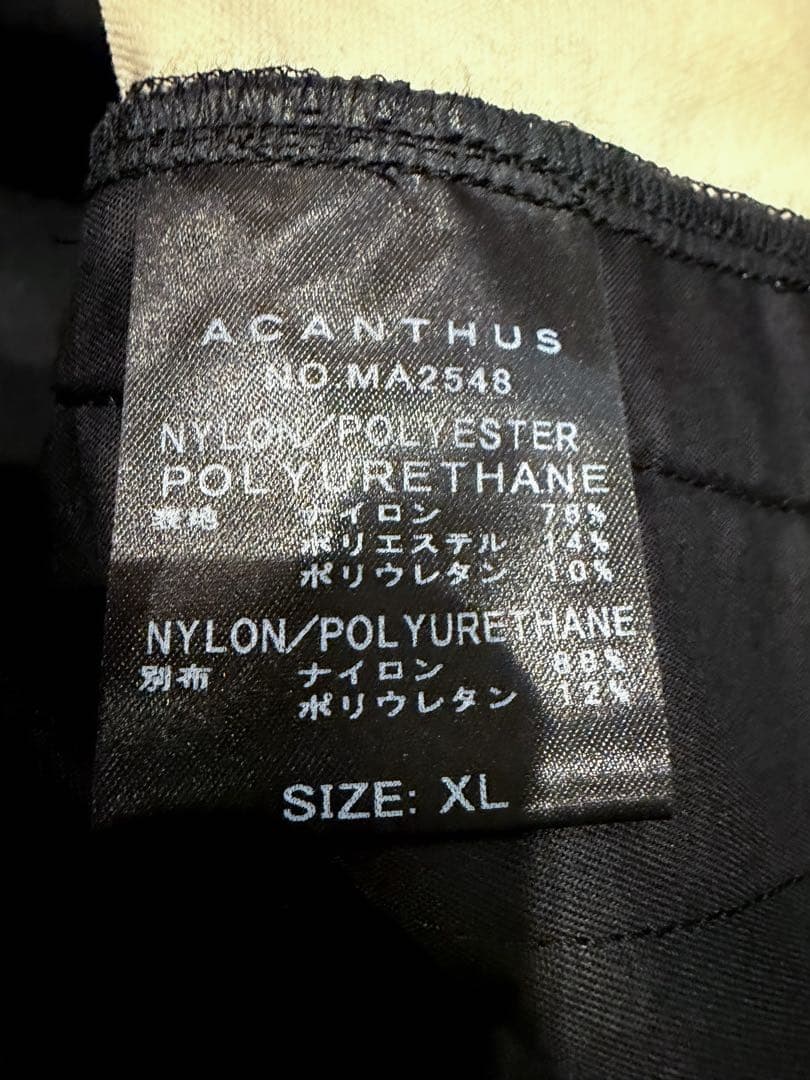 ACANTHUS
NO.MA2548
NYLON/POLYESTER
POLYURETHANE
表地 ナイロン 76%
ポリエステル 14%
ポリウレタン 10%
NYLON/POLYURETHANE
別布 ナイロン 88%
ポリウレタン 12%
SIZE: XL